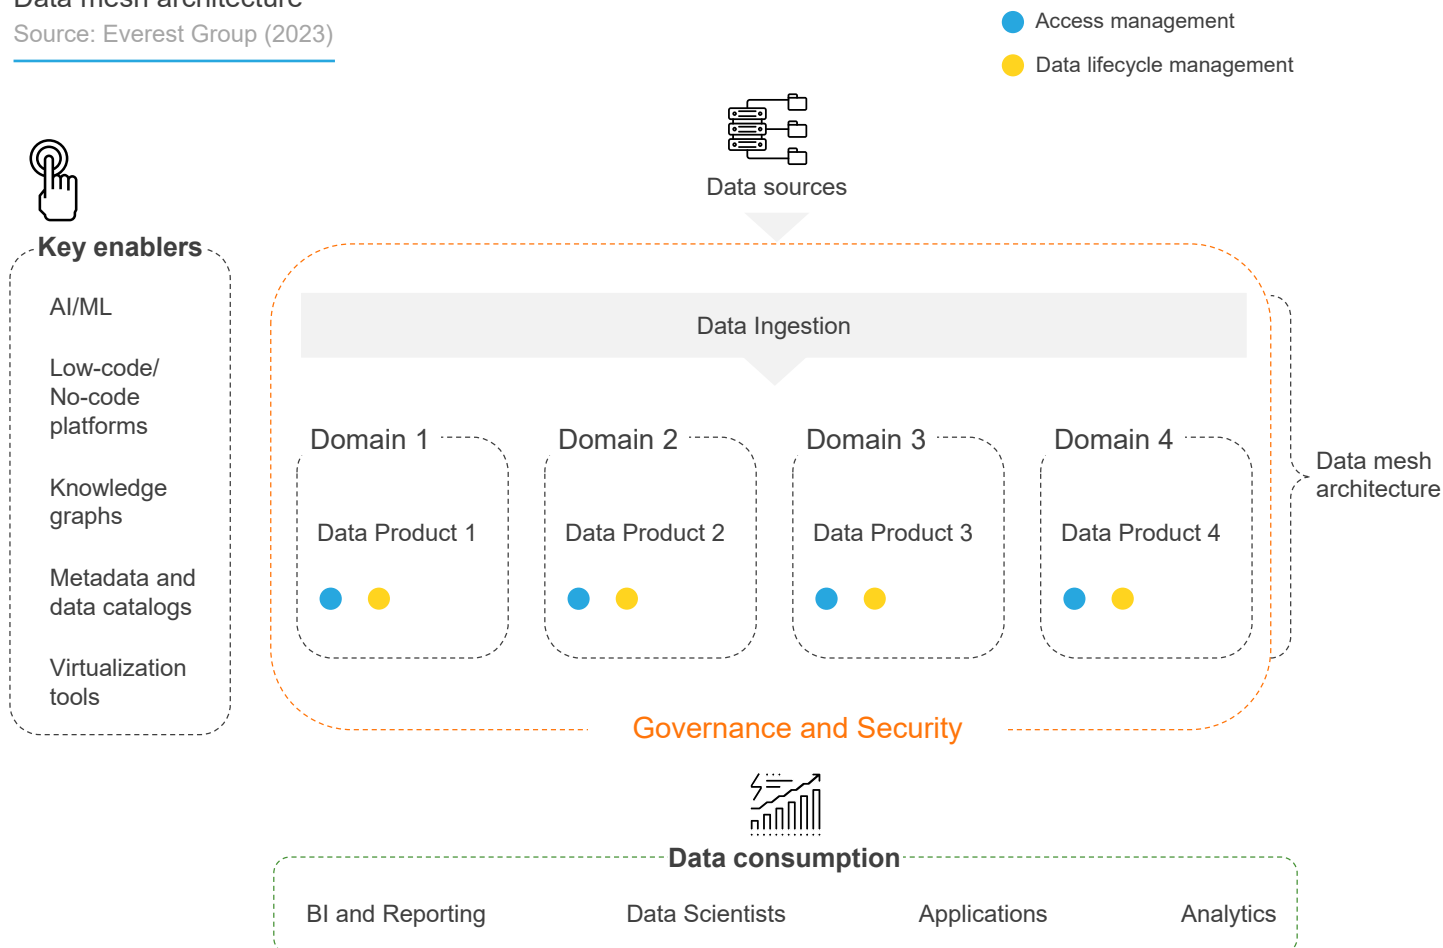 Data mesh architecture
Source: Everest Group (2023)
Access management
Data lifecycle management
Data sources
Key enablers
AI/ML
Low-code/
No-code
platforms
Knowledge
graphs
Metadata and
data catalogs
Virtualization
tools
Data Ingestion
Domain 1
Domain 2
Domain 3
Domain 4
Data Product 1
Data Product 2
Data Product 3
Data Product 4
Data mesh
architecture
Governance and Security
Data consumption
BI and Reporting
Data Scientists
Applications
Analytics